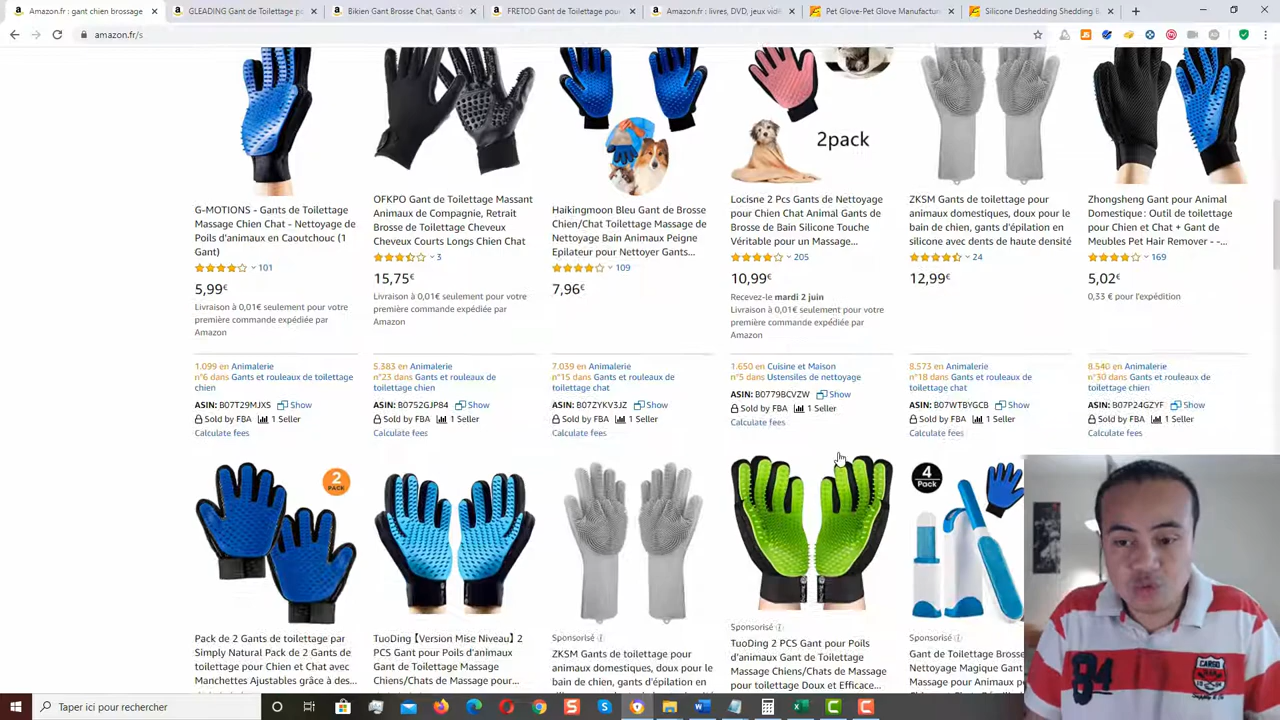 Amazon.fr : gant chien brossage
GLEADING Gant de Toilettage po
Bikien Gant Brosse Chat, Gants d
FRETOD Gant de Toilettage pour
Amazon.fr : livres, DVD, jeux vidé
Pet Glove-Pet Glove Manufactur
Silicone Deshedding Shedding li
amazon.fr/s
2pack
G-MOTIONS - Gants de Toilettage
Massage Chien Chat - Nettoyage de
Poils d'animaux en Caoutchouc (1
Gant)
101
5,99€
Livraison à 0,01€ seulement pour votre
première commande expédiée par
Amazon
1.099 en Animalerie
n°6 dans Gants et rouleaux de toilettage
chien
ASIN: B07T29MJXS Show
Sold by FBA 1 Seller
Calculate fees
OFKPO Gant de Toilettage Massant
Animaux de Compagnie, Retrait
Brosse de Toilettage Cheveux
Cheveux Courts Longs Chien Chat
3
15,75€
Livraison à 0,01€ seulement pour votre
première commande expédiée par
Amazon
5.383 en Animalerie
n°23 dans Gants et rouleaux de
toilettage chien
ASIN: B07S2GJP84 Show
Sold by FBA 1 Seller
Calculate fees
Haikingmoon Bleu Gant de Brosse
Chien/Chat Toilettage Massage de
Nettoyage Bain Animaux Peigne
Epilateur pour Nettoyer Gants...
109
7,96€
7.039 en Animalerie
n°15 dans Gants et rouleaux de
toilettage chat
ASIN: B07ZYKV3JZ Show
Sold by FBA 1 Seller
Calculate fees
Locisne 2 Pcs Gants de Nettoyage
pour Chien Chat Animal Gants de
Brosse de Bain Silicone Touche
Véritable pour un Massage...
205
10,99€
Recevez-le mardi 2 juin
Livraison à 0,01€ seulement pour votre
première commande expédiée par
Amazon
1.650 en Cuisine et Maison
n°5 dans Ustensiles de nettoyage
ASIN: B0779BCVZW Show
Sold by FBA 1 Seller
Calculate fees
ZKSM Gants de toilettage pour
animaux domestiques, doux pour le
bain de chien, gants d'épilation en
silicone avec dents de haute densité
24
12,99€
8.573 en Animalerie
n°18 dans Gants et rouleaux de
toilettage chat
ASIN: B07WTBYGCB Show
Sold by FBA 1 Seller
Calculate fees
Zhongsheng Gant pour Animal
Domestique : Outil de toilettage
pour Chien et Chat + Gant de
Meubles Pet Hair Remover - -...
169
5,02€
0,33 € pour l'expédition
8.540 en Animalerie
n°30 dans Gants et rouleaux de
toilettage chien
ASIN: B07P24GZYF Show
Sold by FBA 1 Seller
Calculate fees
2
PACK
Pack de 2 Gants de toilettage par
Simply Natural Pack de 2 Gants de
toilettage pour Chien et Chat avec
Manchettes Ajustables grâce à des...
TuoDing【Version Mise Niveau】2
PCS Gant pour Poils d'animaux
Gant de Toilettage Massage
Chiens/Chats de Massage pour...
Sponsorisé
ZKSM Gants de toilettage pour
animaux domestiques, doux pour le
bain de chien, gants d'épilation en
Sponsorisé
TuoDing 2 PCS Gant pour Poils
d'animaux Gant de Toilettage
Massage Chiens/Chats de Massage
pour toilettage Doux et Efficace...
4
Pack
Sponsorisé
Gant de Toilettage Brosse
Nettoyage Magique Gant
84
CARGO
Taper ici pour rechercher